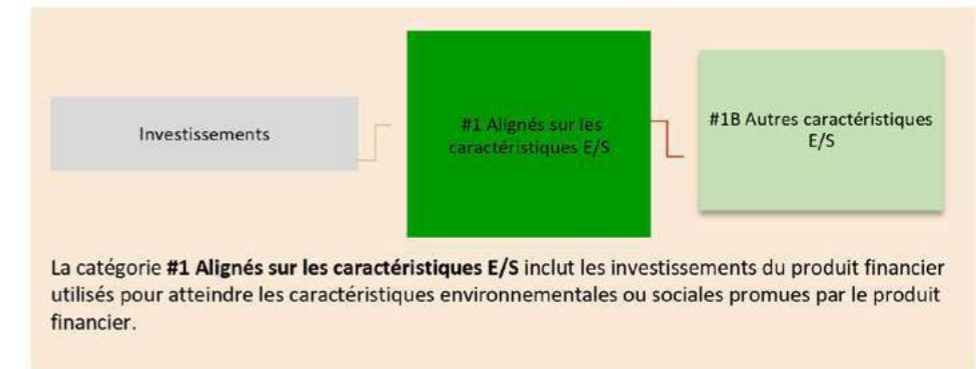 Investissements
#1 Alignés sur les
caractéristiques E/S
#1B Autres caractéristiques
E/S
La catégorie #1 Alignés sur les caractéristiques E/S inclut les investissements du produit financier
utilisés pour atteindre les caractéristiques environnementales ou sociales promues par le produit
financier.